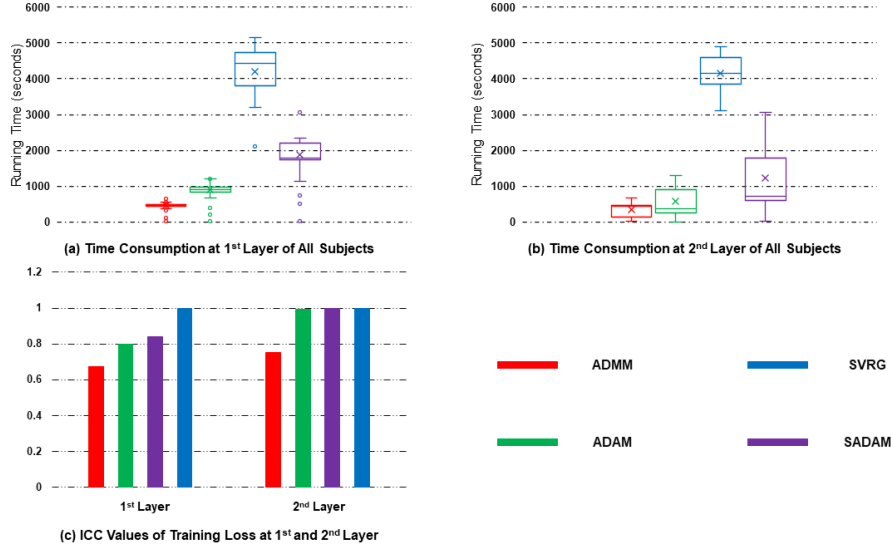 6000
5000
4000
3000
2000
1000
0
Running Time (seconds)
(a) Time Consumption at 1st Layer of All Subjects
6000
5000
4000
3000
2000
1000
0
Running Time (seconds)
(b) Time Consumption at 2nd Layer of All Subjects
1.2
1
0.8
0.6
0.4
0.2
0
1st Layer
2nd Layer
(c) ICC Values of Training Loss at 1st and 2nd Layer
ADMM
SVRG
ADAM
SADAM